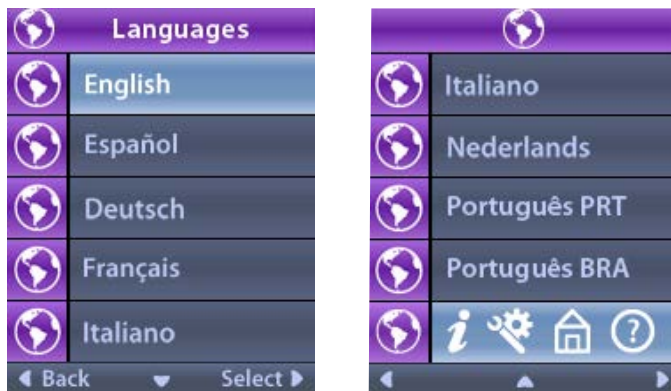 Languages
English
Español
Deutsch
Français
Italiano
Back Select
Italiano
Nederlands
Português PRT
Português BRA
i ?